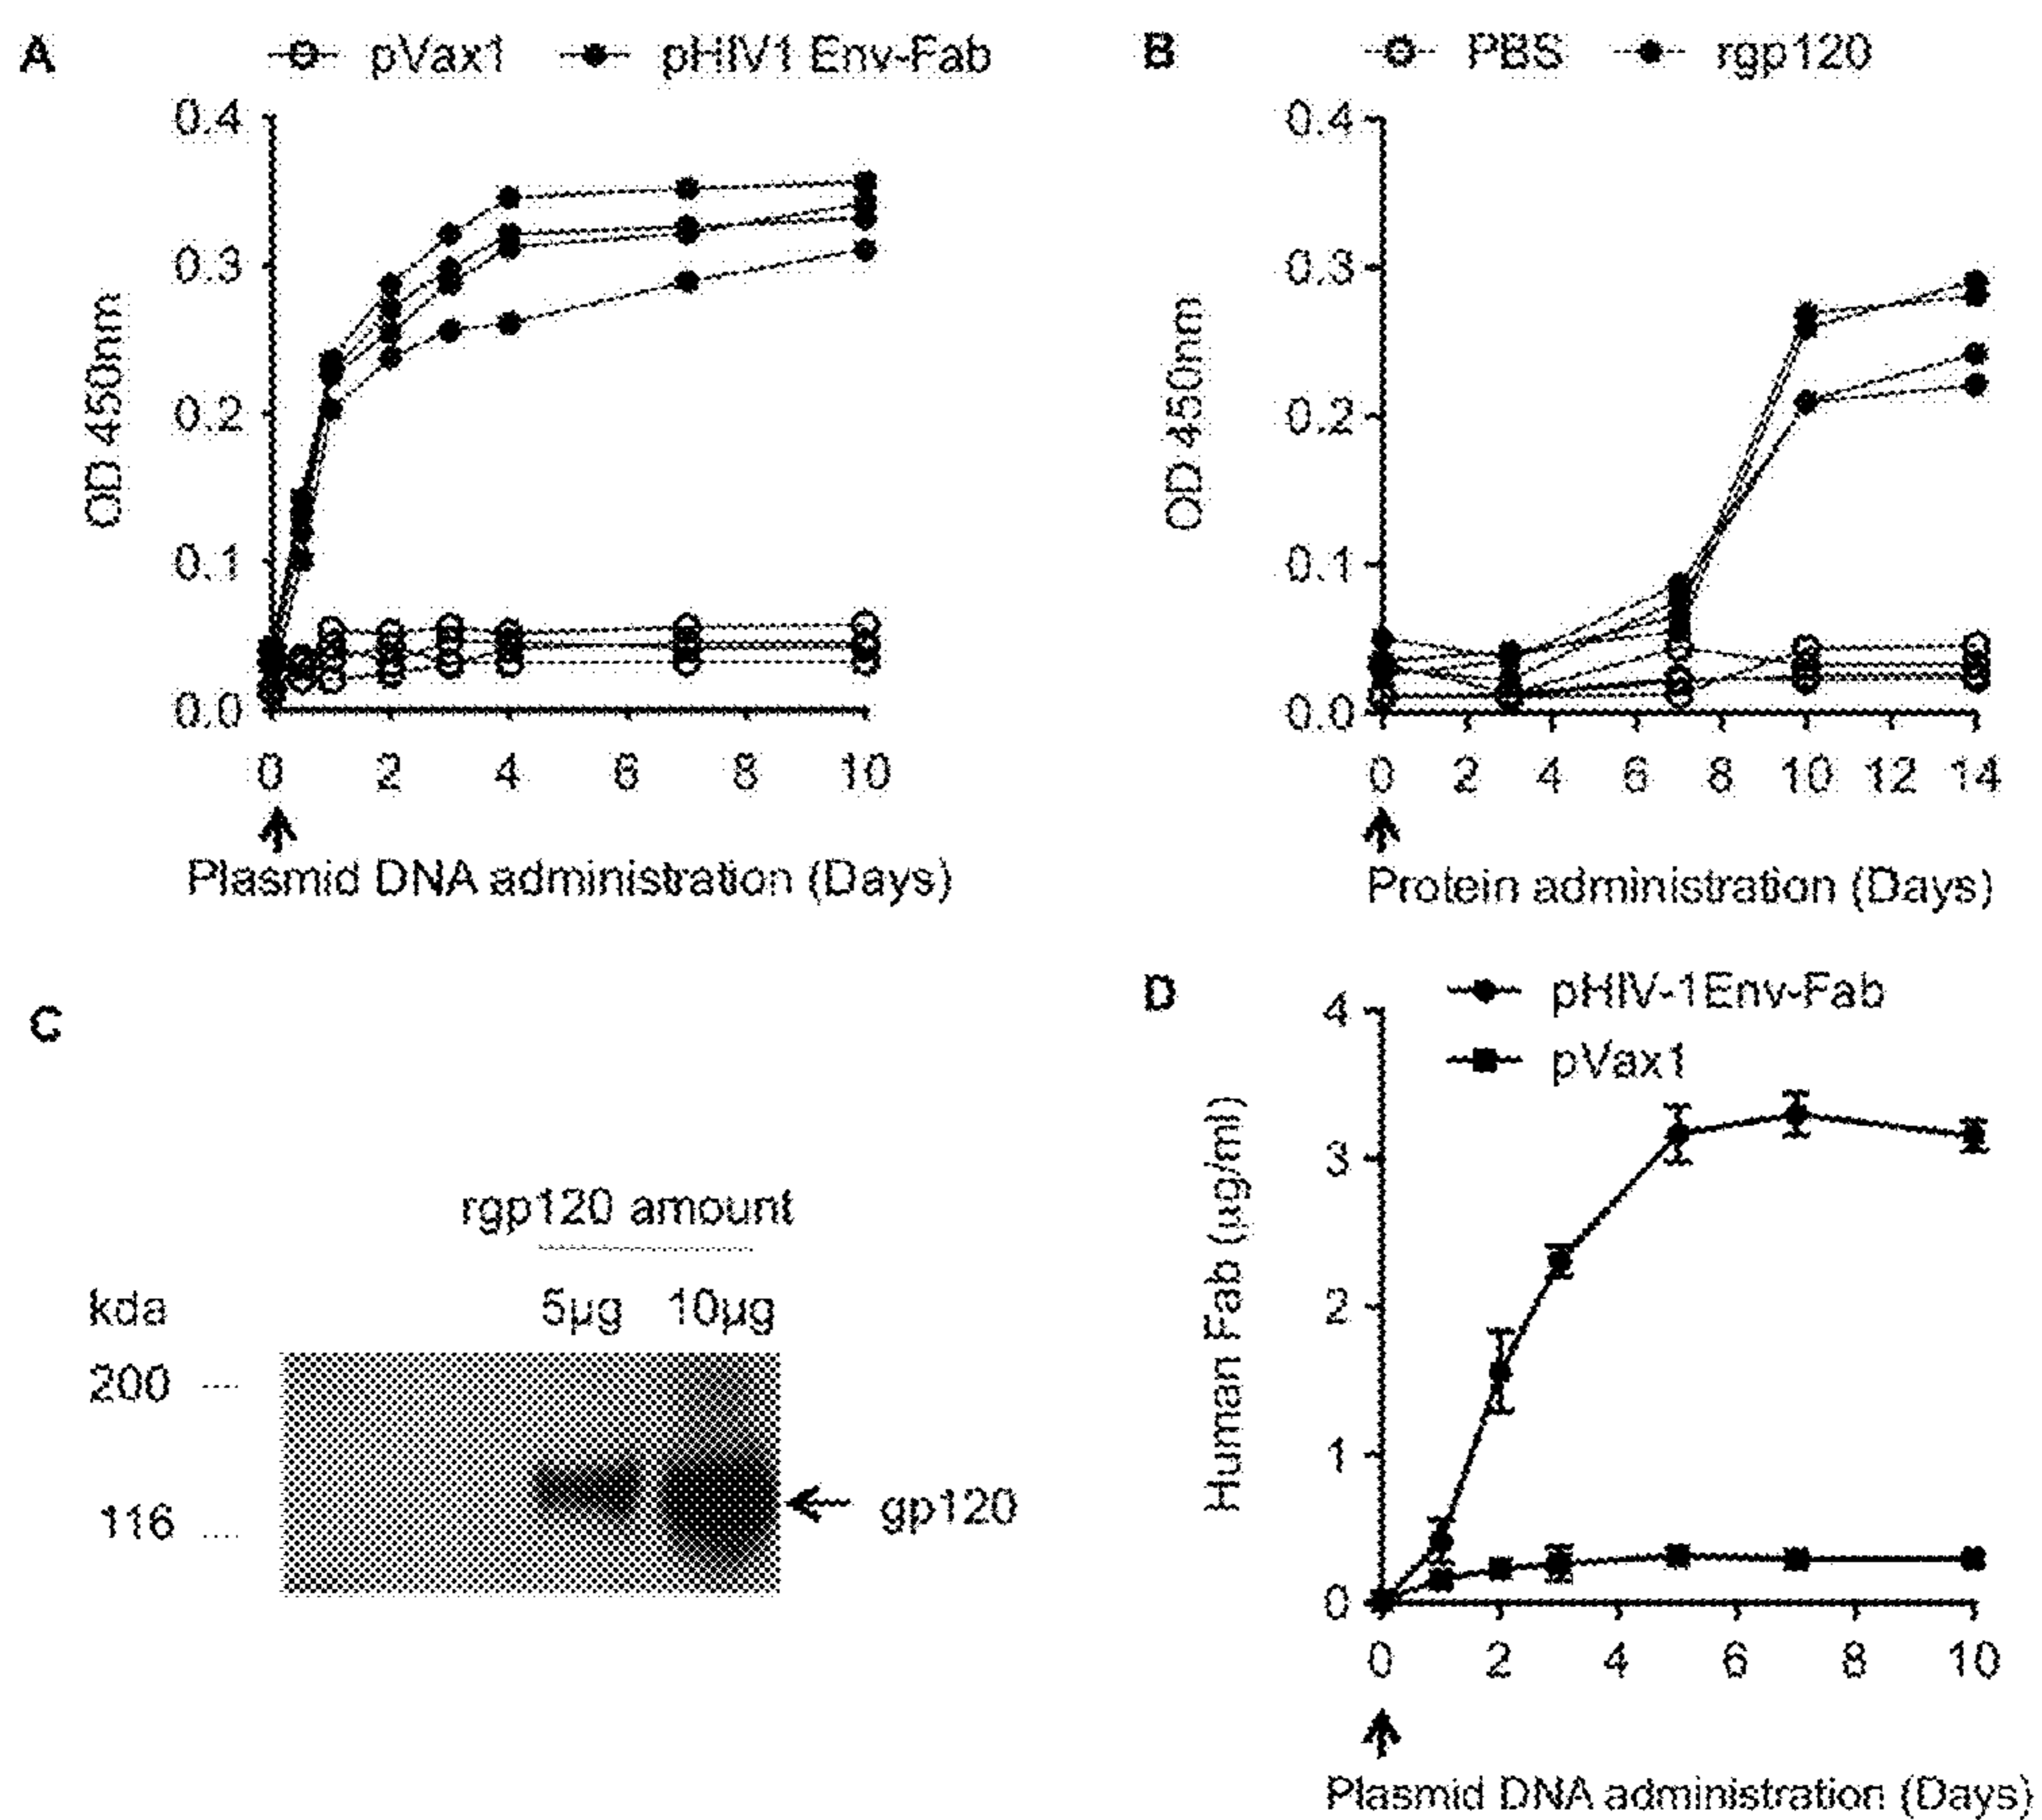 A
pVax1 pHIV1 Env-Fab
0.4
0.3
0.2
0.1
0.0
OD 450nm
0 2 4 6 8 10
Plasmid DNA administration (Days)
B
PBS rgp120
0.4
0.3
0.2
0.1
0.0
OD 450nm
0 2 4 6 8 10 12 14
Protein administration (Days)
C
rgp120 amount
kda 5µg 10µg
200
116
gp120
D
pHIV-1Env-Fab
pVax1
4
3
2
1
0
Human Fab (µg/ml)
0 2 4 6 8 10
Plasmid DNA administration (Days)